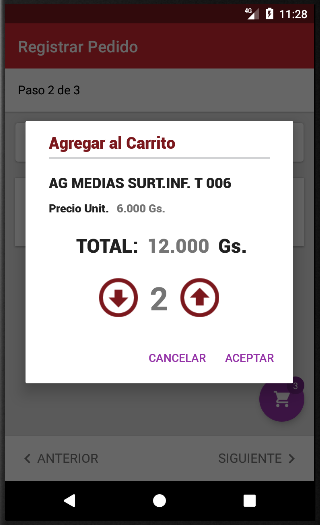 4G 11:28
Registrar Pedido
Paso 2 de 3
Agregar al Carrito
AG MEDIAS SURT.INF. T 006
Precio Unit. 6.000 Gs.
TOTAL: 12.000 Gs.
2
CANCELAR ACEPTAR
3
ANTERIOR SIGUIENTE